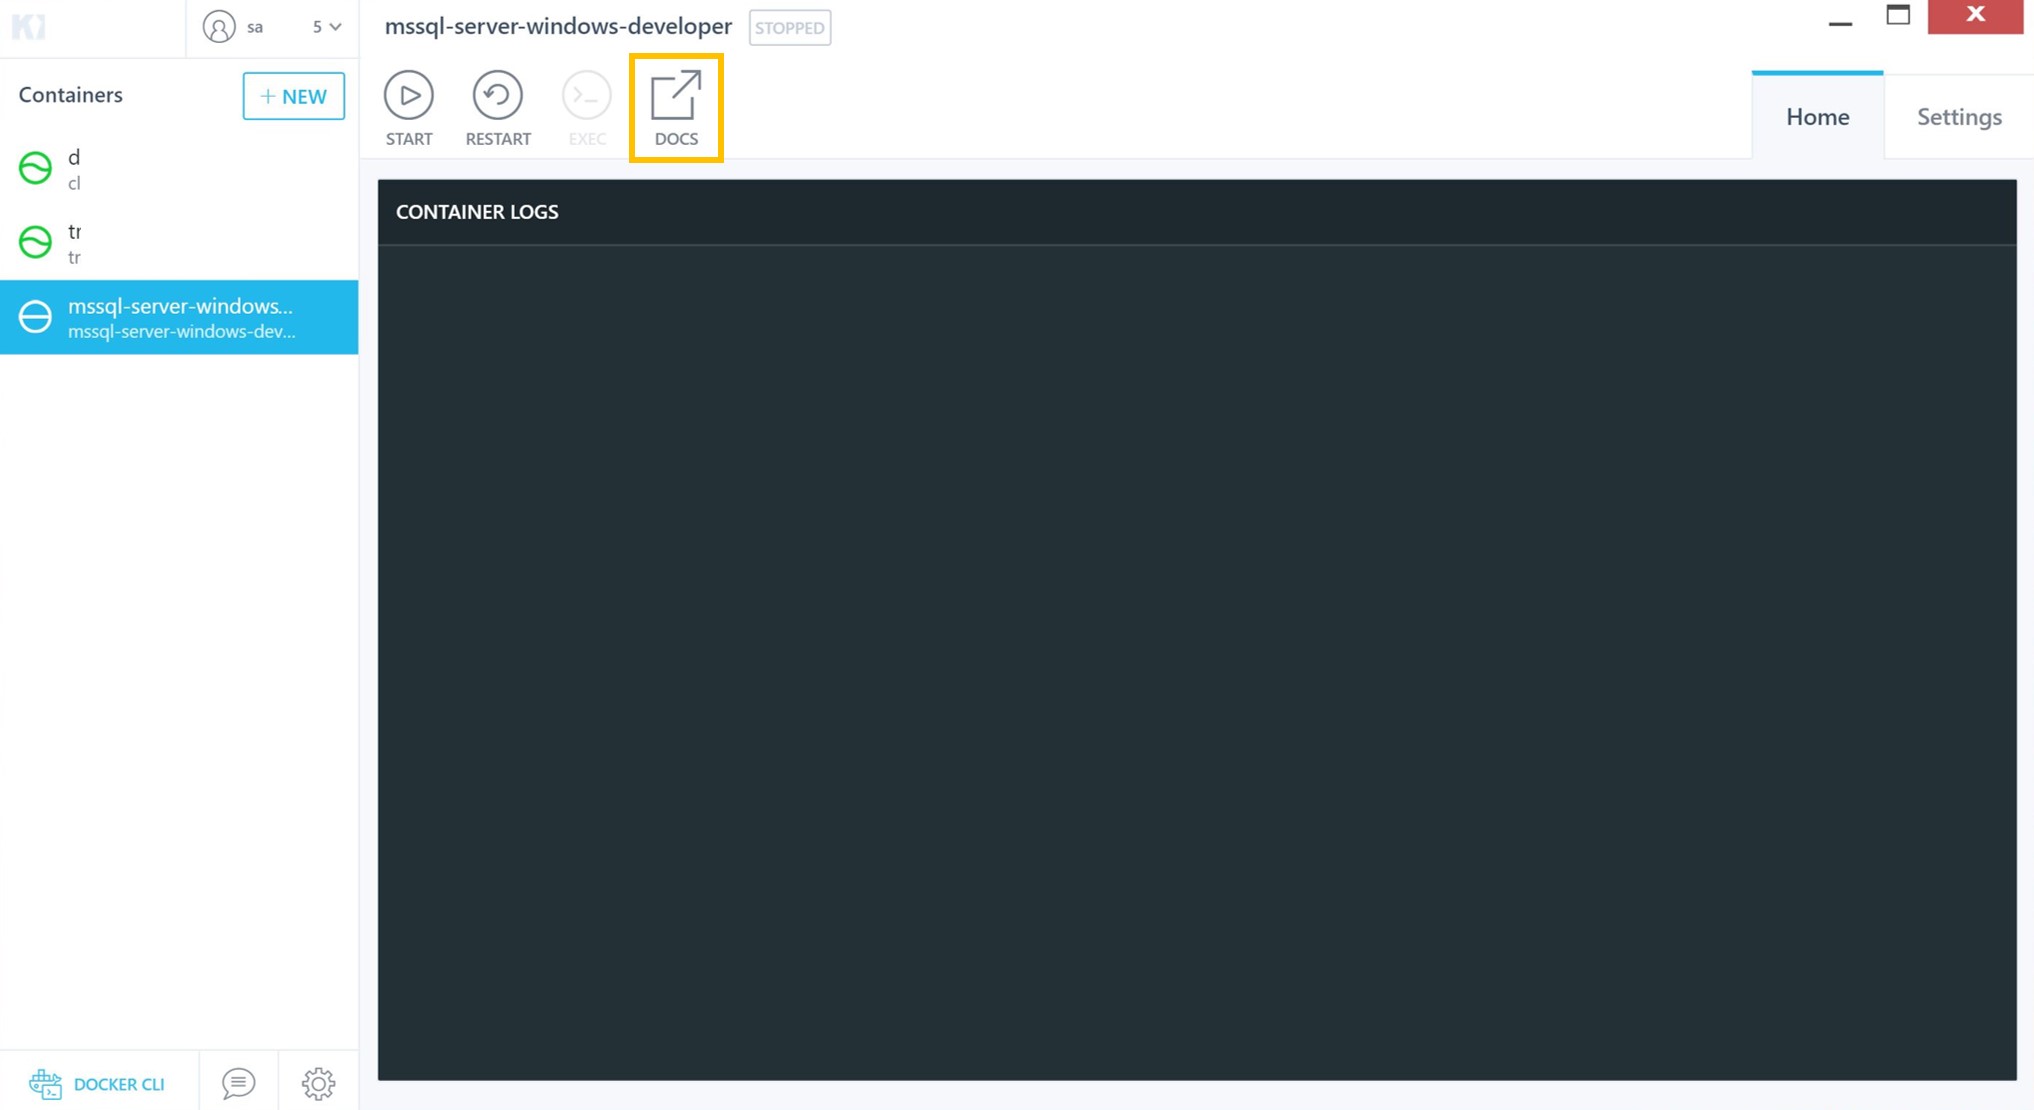 sa 5
mssql-server-windows-developer STOPPED
Containers
+ NEW
START RESTART EXEC DOCS
Home Settings
d
cl
tr
tr
mssql-server-windows...
mssql-server-windows-dev...
CONTAINER LOGS
DOCKER CLI